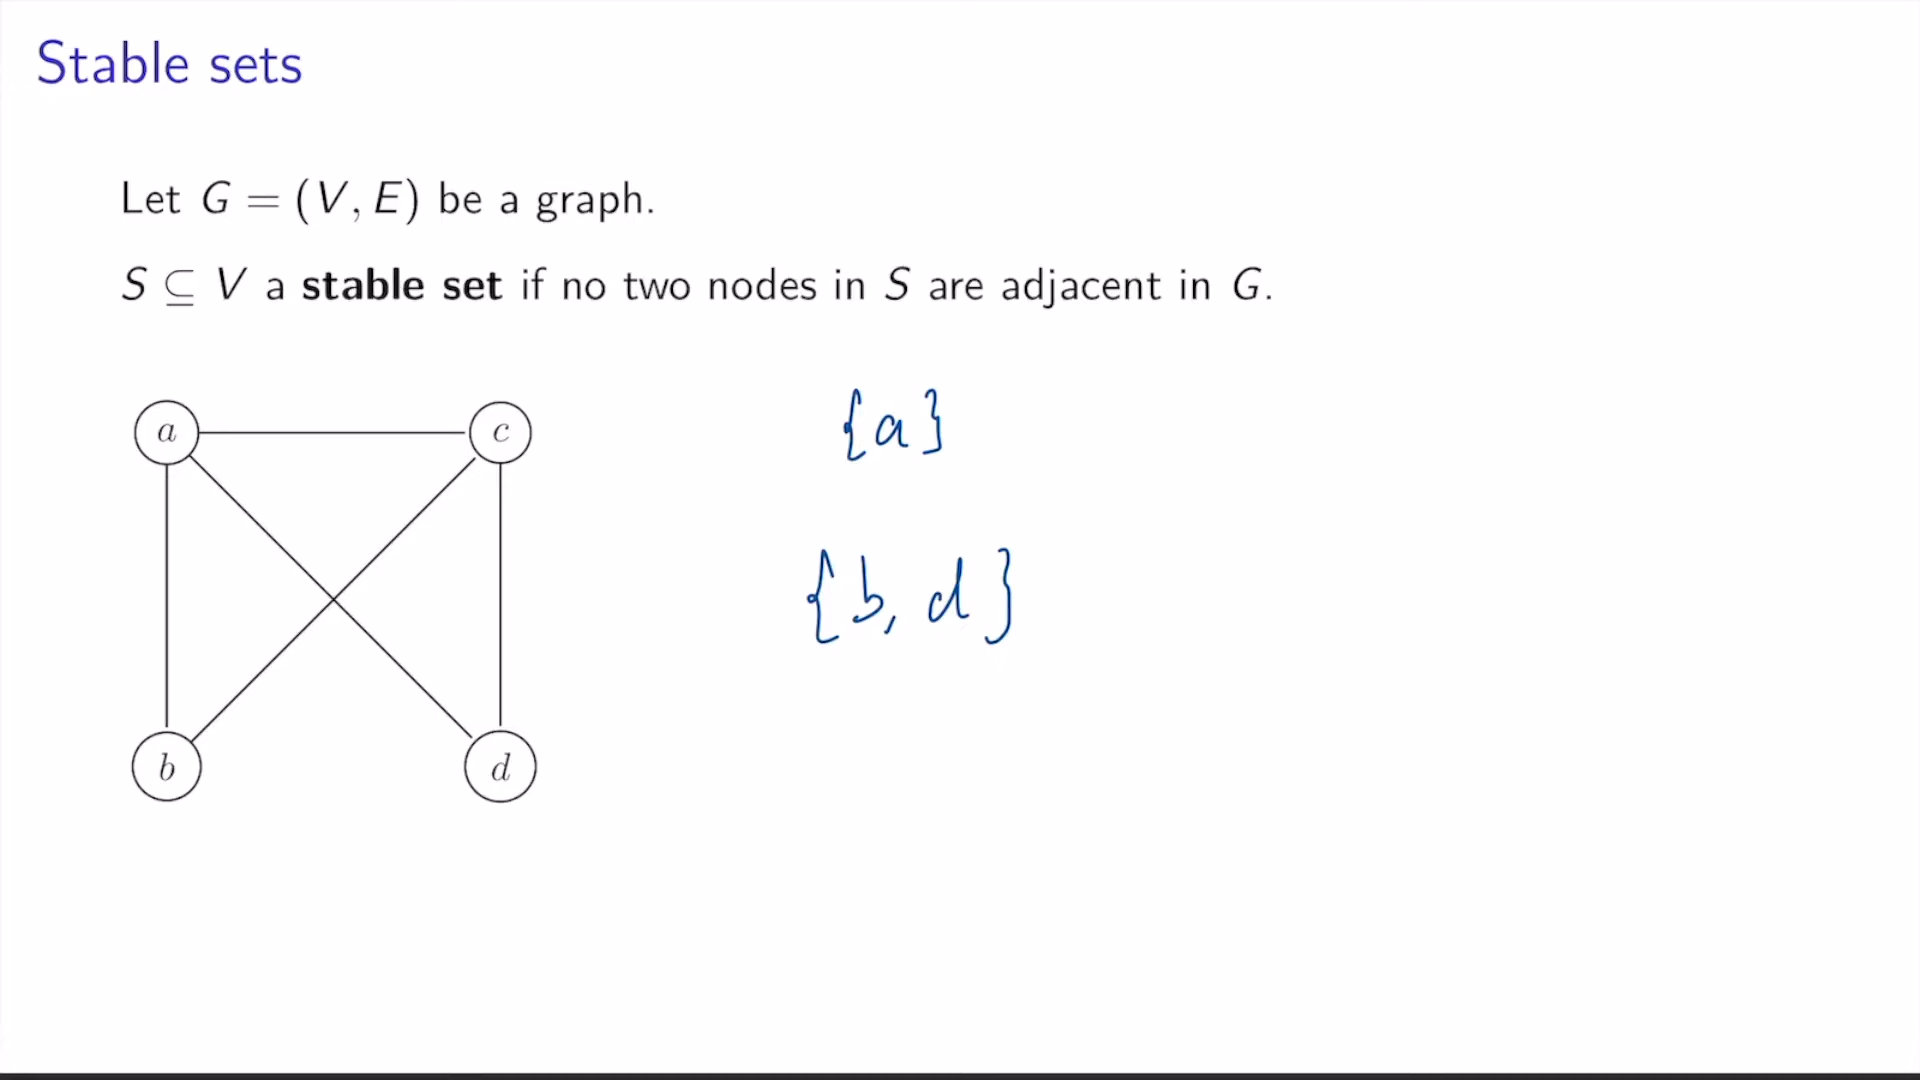 Stable sets
Let G = (V, E) be a graph.
S ⊆ V a stable set if no two nodes in S are adjacent in G.
a
c
{a}
{b, d}
b
d